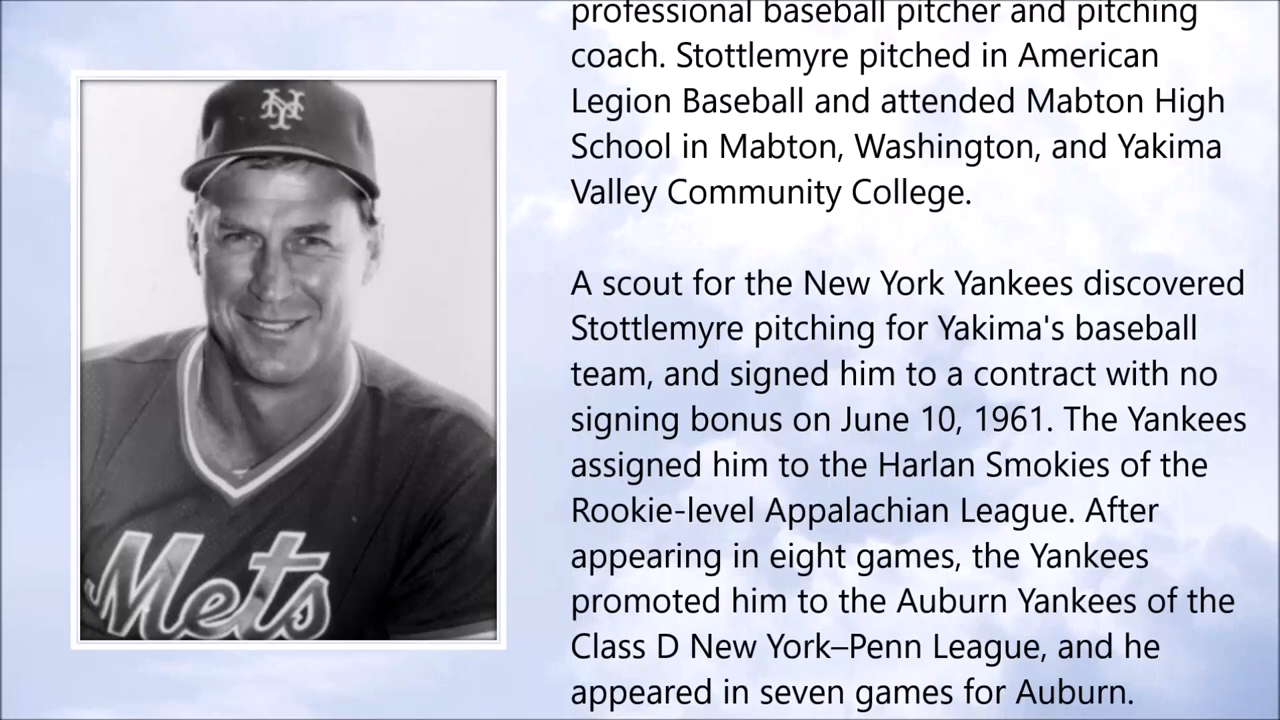 professional baseball pitcher and pitching
coach. Stottlemyre pitched in American
Legion Baseball and attended Mabton High
School in Mabton, Washington, and Yakima
Valley Community College.
A scout for the New York Yankees discovered
Stottlemyre pitching for Yakima's baseball
team, and signed him to a contract with no
signing bonus on June 10, 1961. The Yankees
assigned him to the Harlan Smokies of the
Rookie-level Appalachian League. After
appearing in eight games, the Yankees
promoted him to the Auburn Yankees of the
Class D New York–Penn League, and he
appeared in seven games for Auburn.
NY
Mets